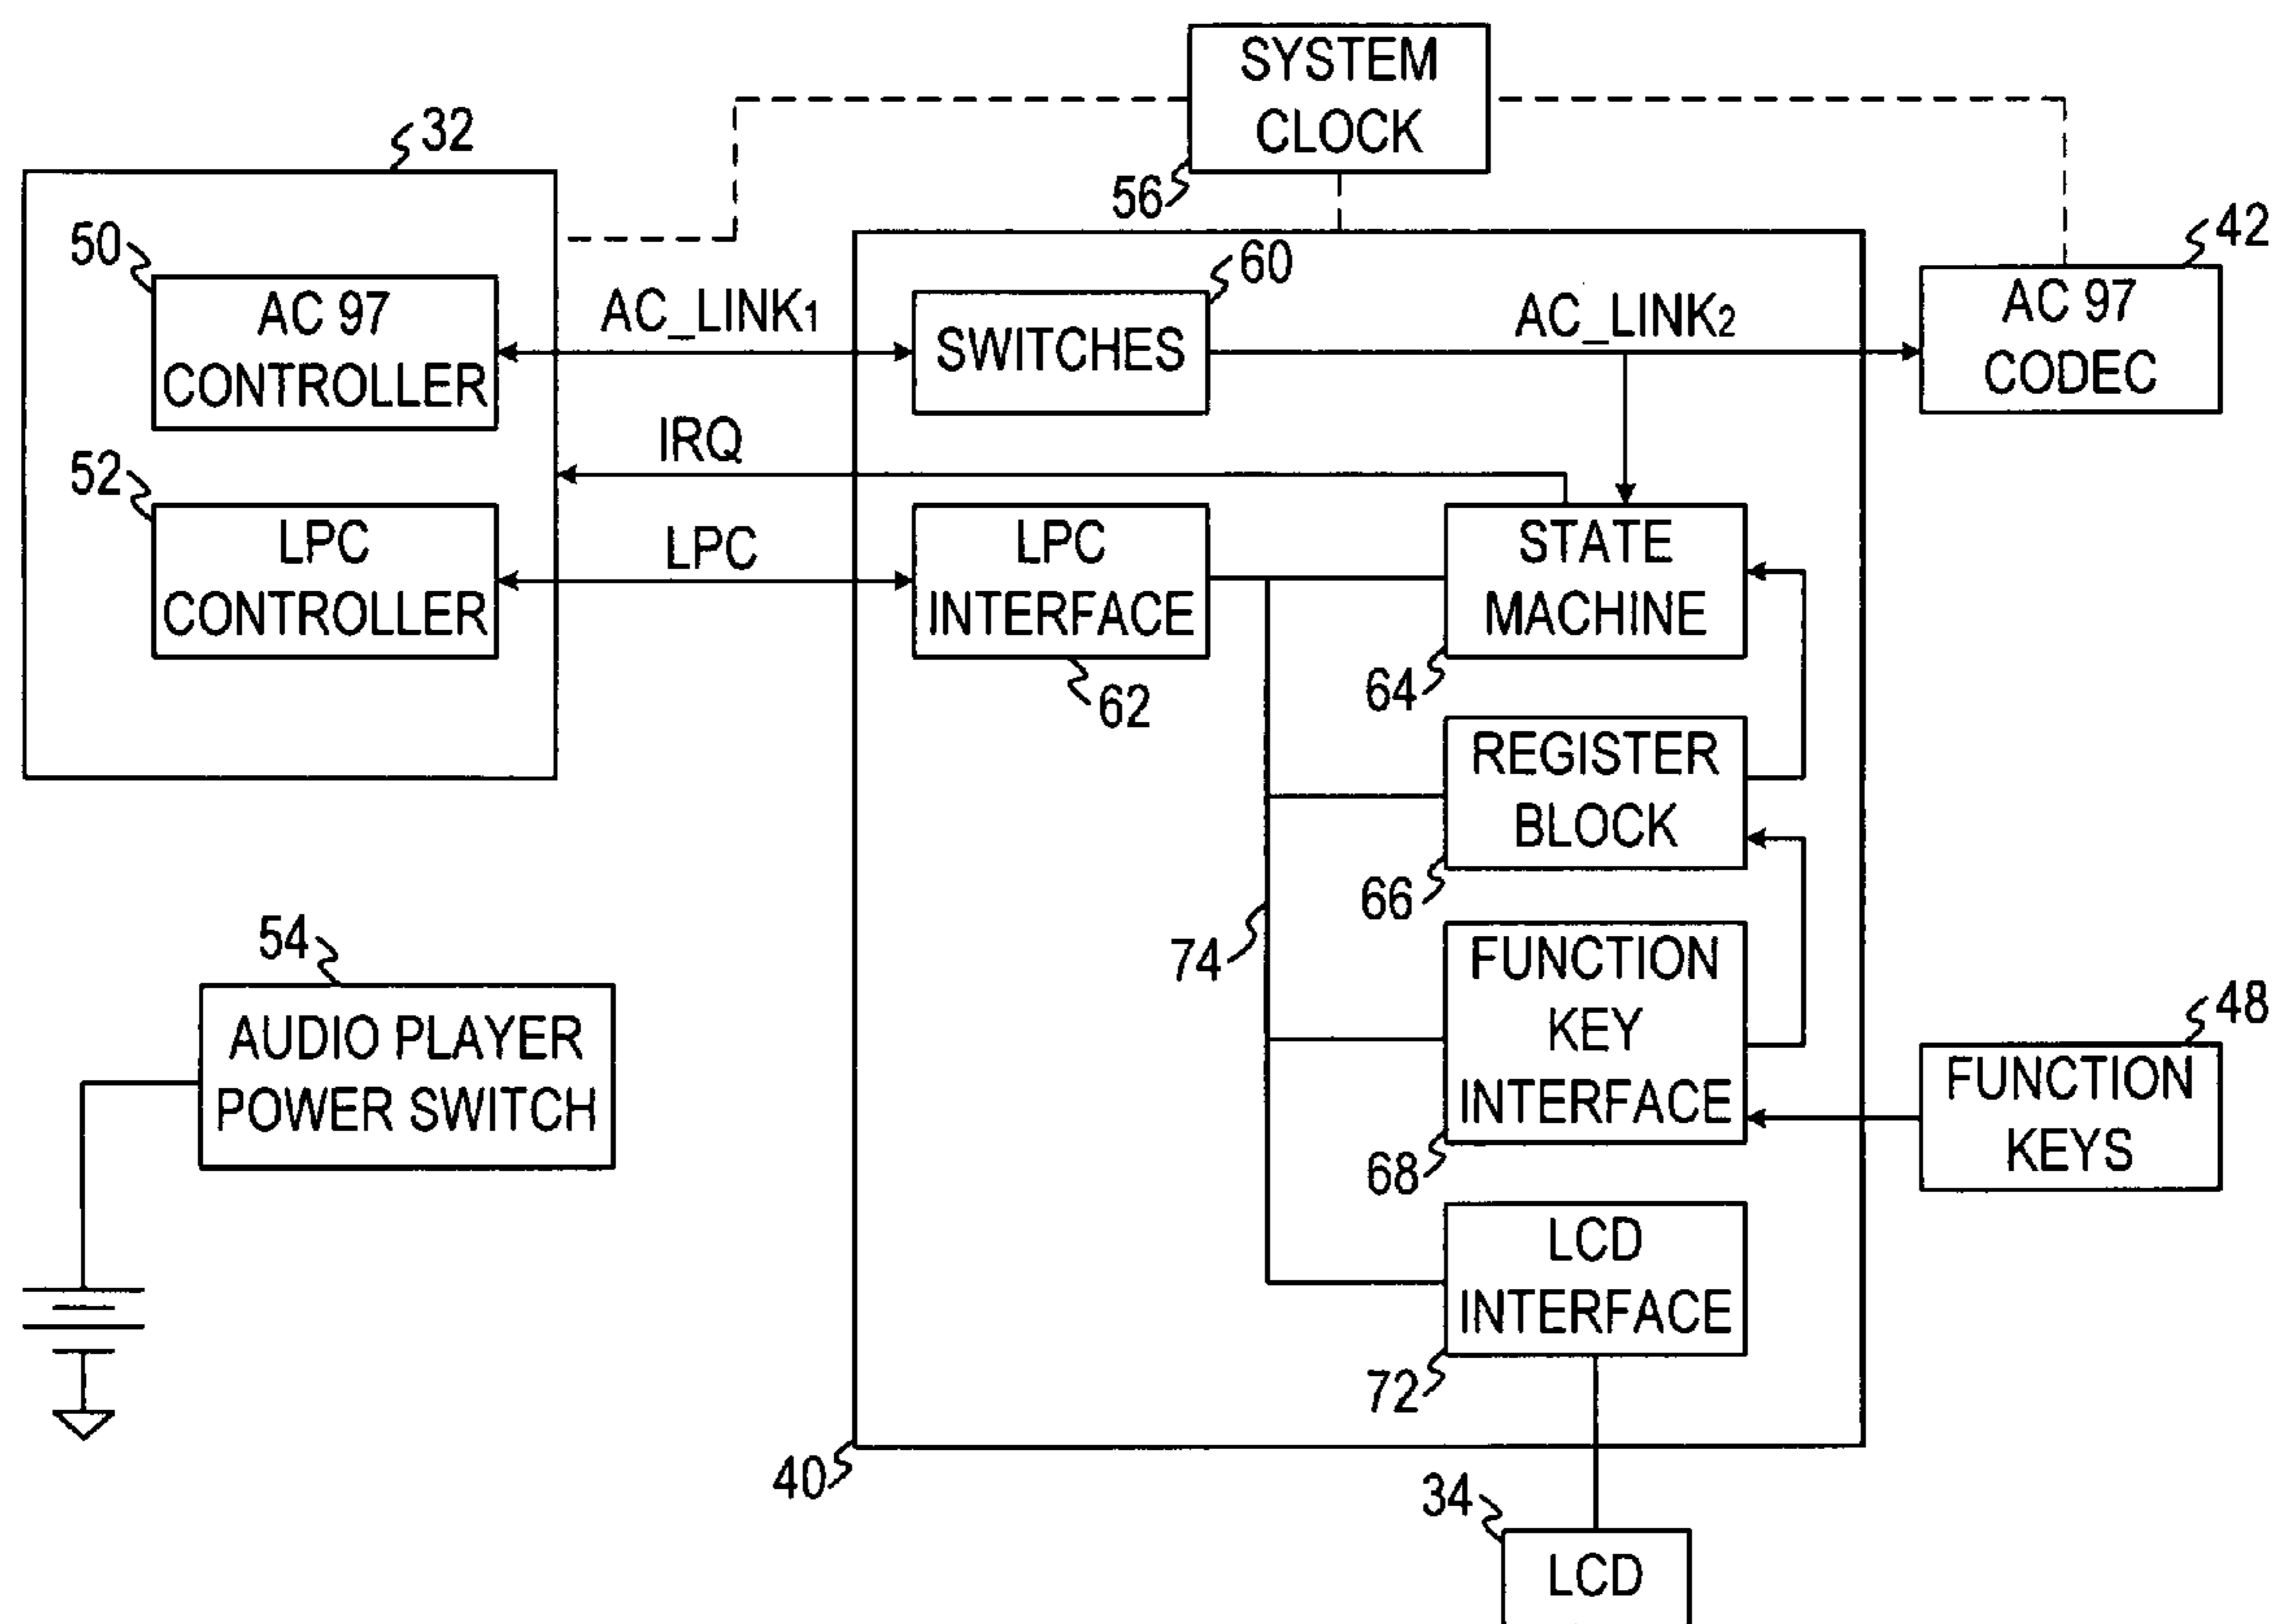 SYSTEM
CLOCK
56
32
50
AC 97
CONTROLLER
AC_LINK1
60
SWITCHES
AC_LINK2
42
AC 97
CODEC
IRQ
52
LPC
CONTROLLER
LPC
LPC
INTERFACE
62
STATE
MACHINE
64
REGISTER
BLOCK
66
74
FUNCTION
KEY
INTERFACE
68
48
FUNCTION
KEYS
54
AUDIO PLAYER
POWER SWITCH
LCD
INTERFACE
72
40
34
LCD